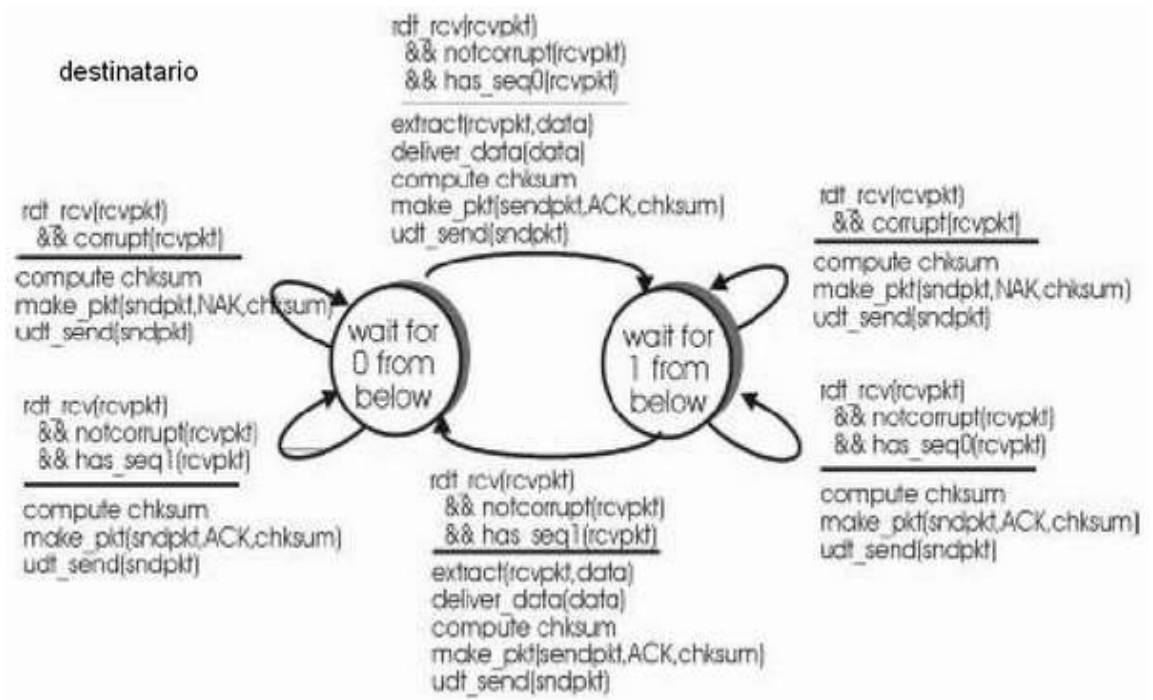 destinatario
rdt_rcv(rcvpkt)
&& notcorrupt(rcvpkt)
&& has_seq0(rcvpkt)
extract(rcvpkt,data)
deliver_data(data)
compute chksum
make_pkt(sendpkt,ACK,chksum)
udt_send(sndpkt)
rdt_rcv(rcvpkt)
&& corrupt(rcvpkt)
compute chksum
make_pkt(sndpkt,NAK,chksum)
udt_send(sndpkt)
rdt_rcv(rcvpkt)
&& corrupt(rcvpkt)
compute chksum
make_pkt(sndpkt,NAK,chksum)
udt_send(sndpkt)
wait for
0 from
below
wait for
1 from
below
rdt_rcv(rcvpkt)
&& notcorrupt(rcvpkt)
&& has_seq1(rcvpkt)
compute chksum
make_pkt(sndpkt,ACK,chksum)
udt_send(sndpkt)
rdt_rcv(rcvpkt)
&& notcorrupt(rcvpkt)
&& has_seq0(rcvpkt)
compute chksum
make_pkt(sndpkt,ACK,chksum)
udt_send(sndpkt)
rdt_rcv(rcvpkt)
&& notcorrupt(rcvpkt)
&& has_seq1(rcvpkt)
extract(rcvpkt,data)
deliver_data(data)
compute chksum
make_pkt(sendpkt,ACK,chksum)
udt_send(sndpkt)